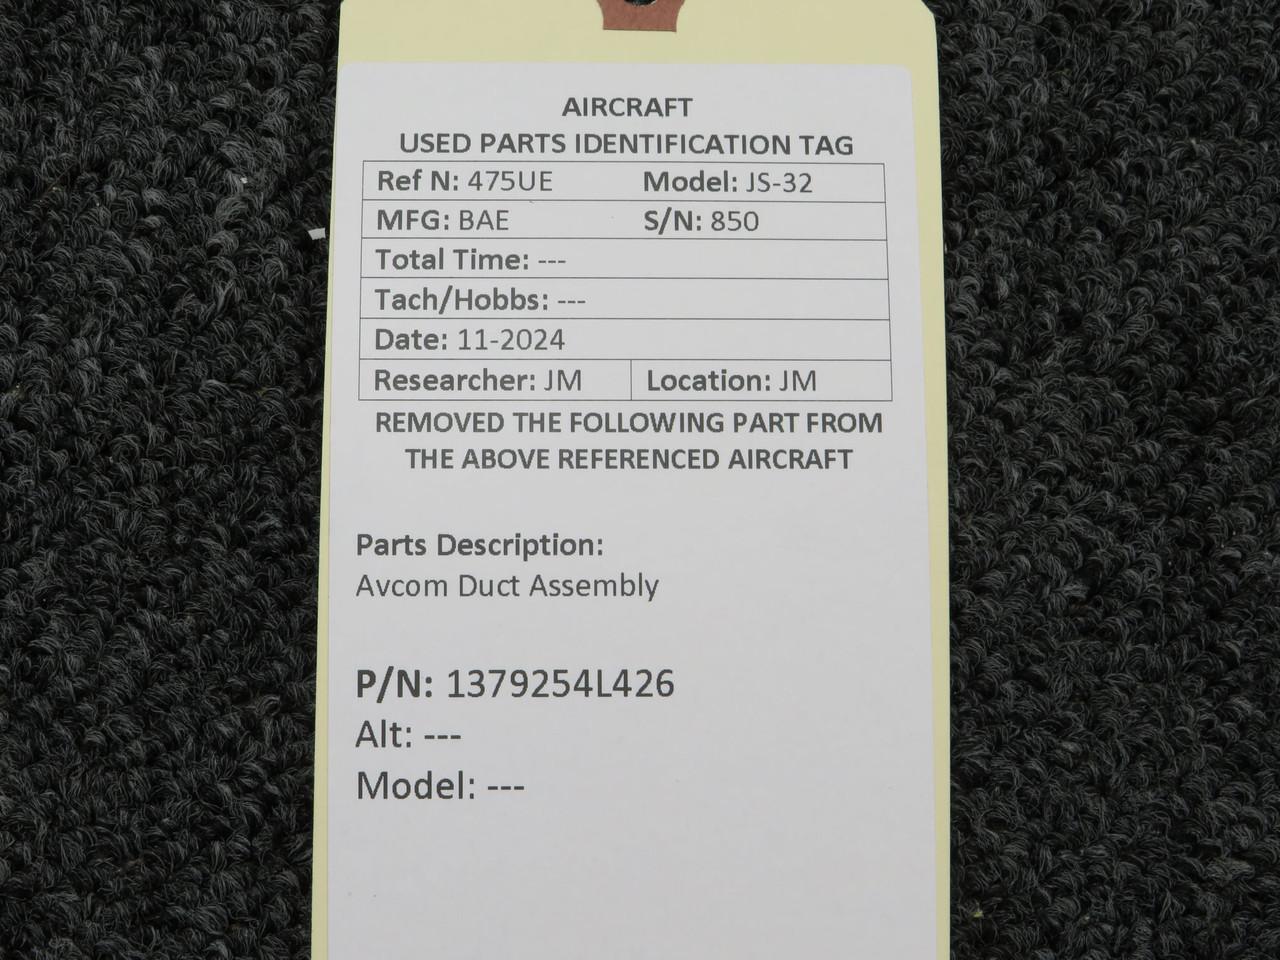 AIRCRAFT
USED PARTS IDENTIFICATION TAG
Ref N: 475UE Model: JS-32
MFG: BAE S/N: 850
Total Time: ---
Tach/Hobbs: ---
Date: 11-2024
Researcher: JM Location: JM
REMOVED THE FOLLOWING PART FROM
THE ABOVE REFERENCED AIRCRAFT
Parts Description:
Avcom Duct Assembly
P/N: 1379254L426
Alt: ---
Model: ---